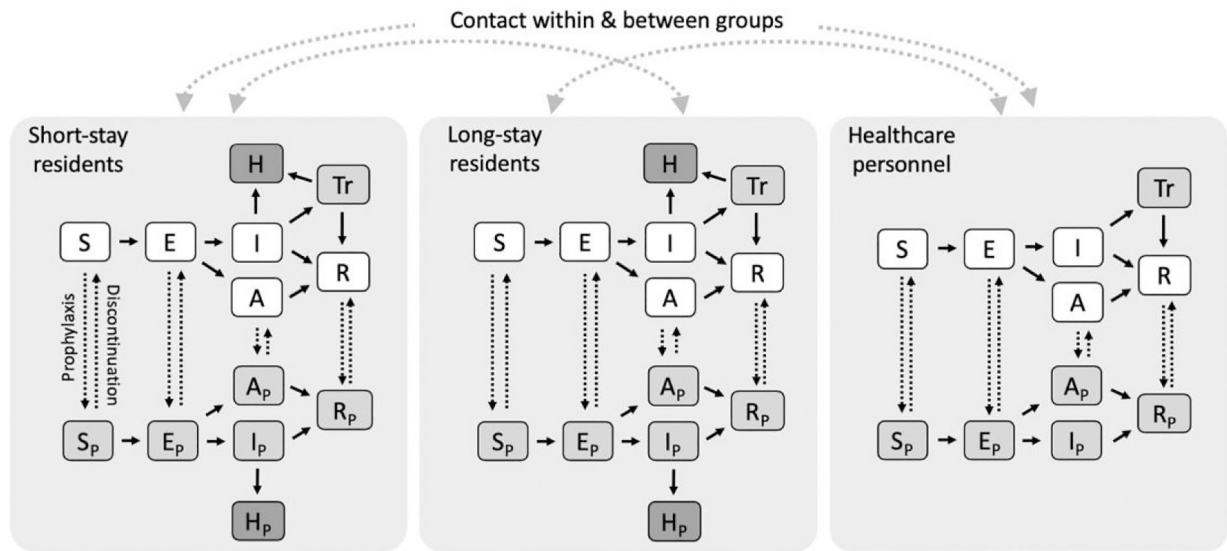 Contact within & between groups
Short-stay
residents
H
Tr
S
E
I
R
A
Prophylaxis
Discontinuation
AP
RP
SP
EP
IP
HP
Long-stay
residents
H
Tr
S
E
I
R
A
AP
RP
SP
EP
IP
HP
Healthcare
personnel
Tr
S
E
I
R
A
AP
RP
SP
EP
IP